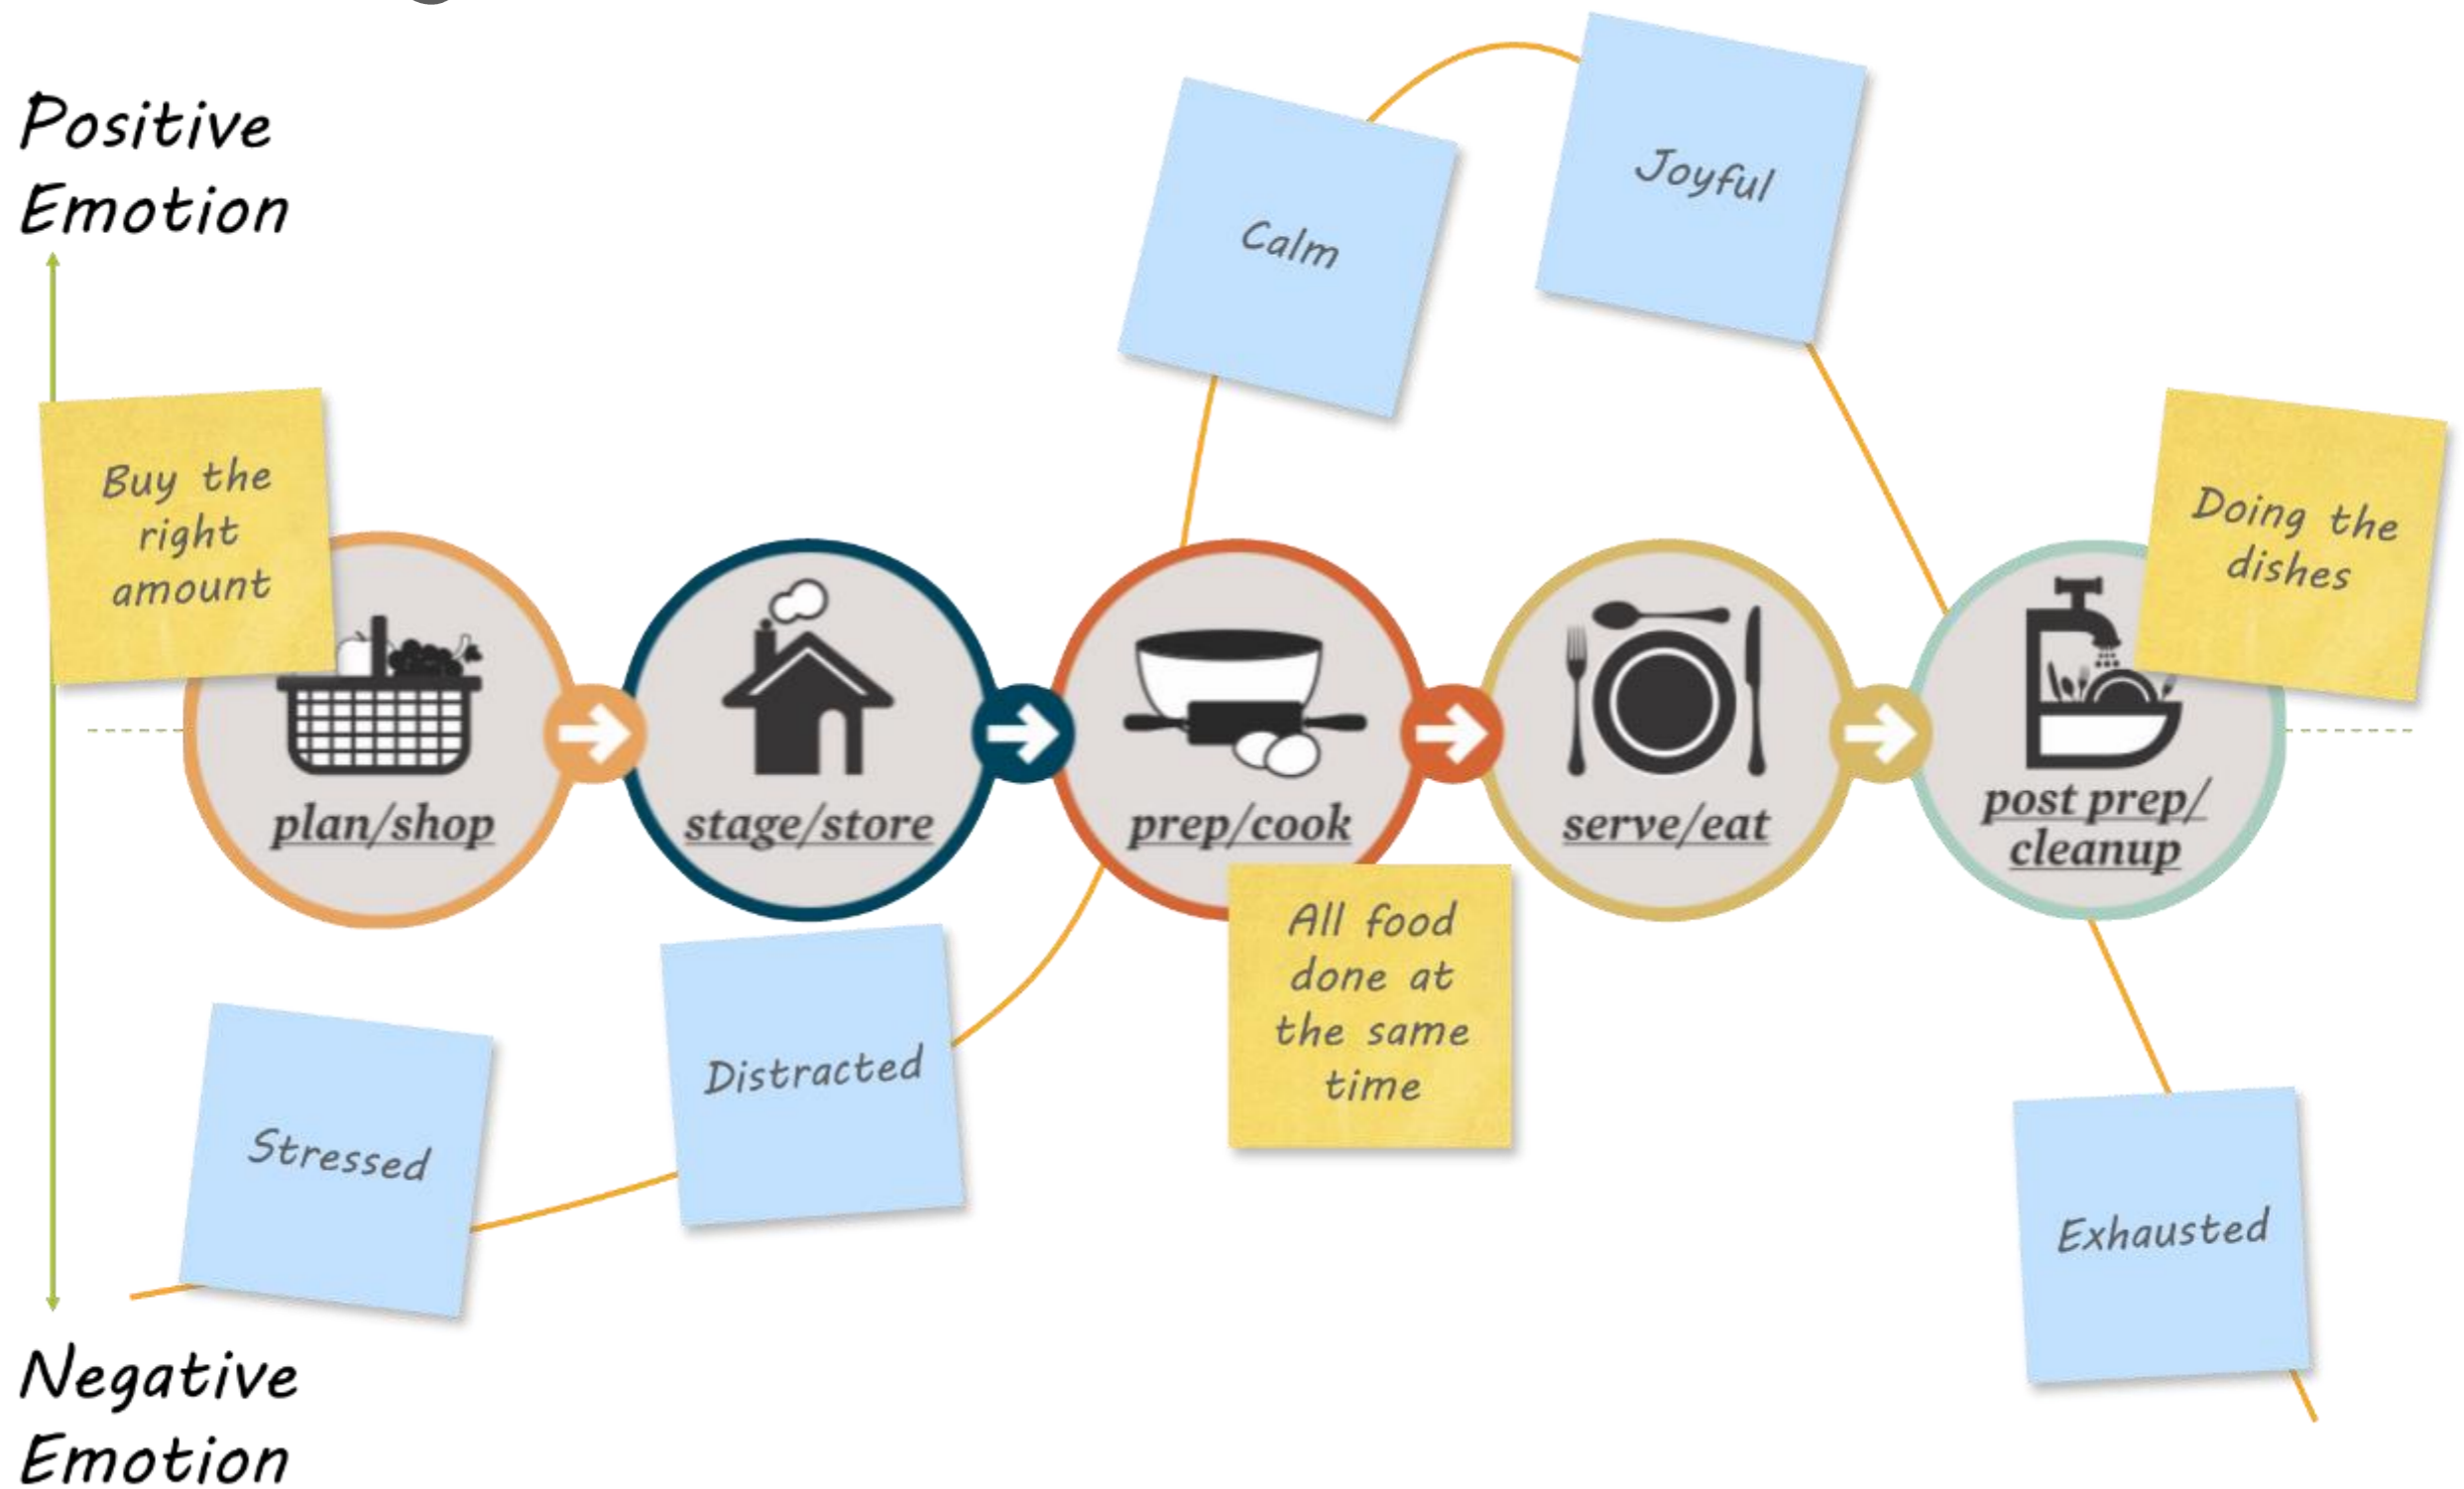 Positive
Emotion
Calm
Joyful
Buy the
right
amount
Doing the
dishes
plan/shop
stage/store
prep/cook
serve/eat
post prep/
cleanup
All food
done at
the same
time
Stressed
Distracted
Exhausted
Negative
Emotion